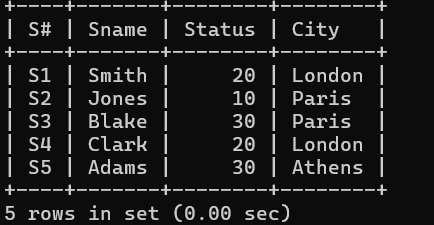 +----+-------+--------+--------+
| S# | Sname | Status | City   |
+----+-------+--------+--------+
| S1 | Smith |     20 | London |
| S2 | Jones |     10 | Paris  |
| S3 | Blake |     30 | Paris  |
| S4 | Clark |     20 | London |
| S5 | Adams |     30 | Athens |
+----+-------+--------+--------+
5 rows in set (0.00 sec)